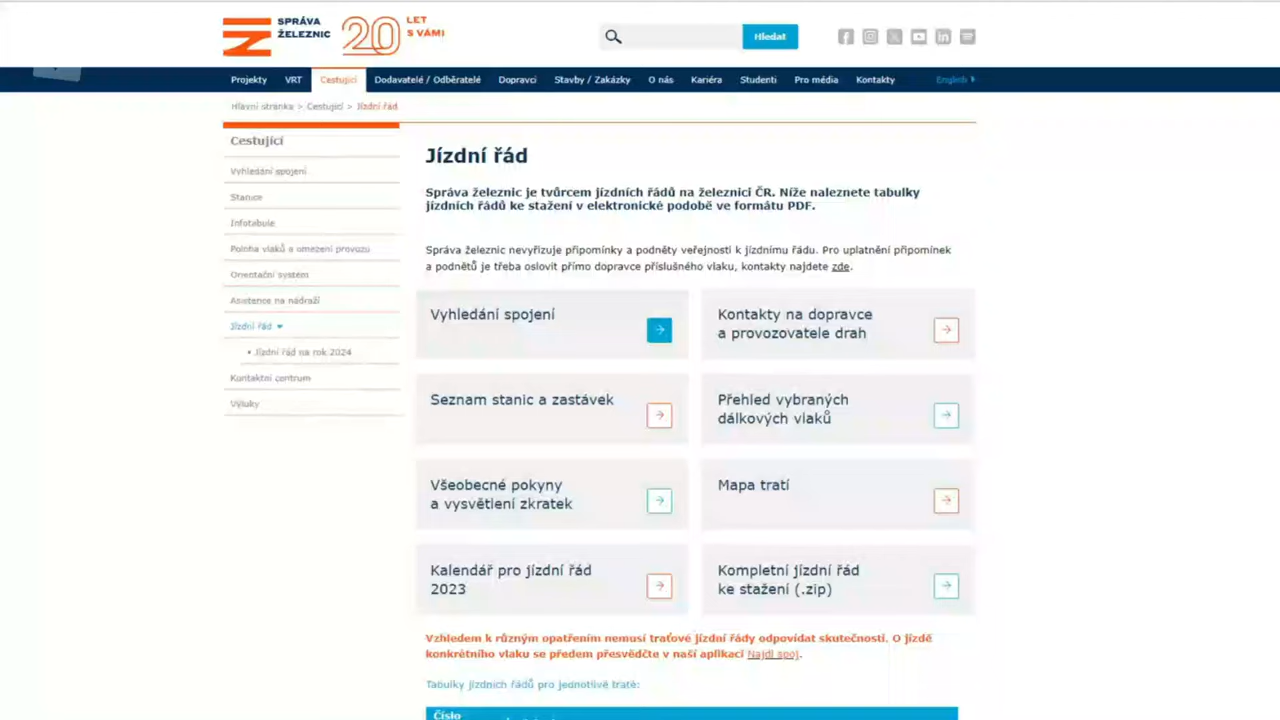 SPRÁVA
ŽELEZNIC
20 LET
S VÁMI
Hledat
Projekty VRT Cestující Dodavatelé / Odběratelé Dopravci Stavby / Zakázky O nás Kariéra Studenti Pro média Kontakty English
Hlavní stránka > Cestující > Jízdní řád
Cestující
Vyhledání spojení
Stanice
Infotabule
Poloha vlaků a omezení provozu
Orientační systém
Asistence na nádraží
Jízdní řád
• Jízdní řád na rok 2024
Kontaktní centrum
Výluky
Jízdní řád
Správa železnic je tvůrcem jízdních řádů na železnici ČR. Níže naleznete tabulky
jízdních řádů ke stažení v elektronické podobě ve formátu PDF.
Správa železnic nevyřizuje připomínky a podněty veřejnosti k jízdnímu řádu. Pro uplatnění připomínek
a podnětů je třeba oslovit přímo dopravce příslušného vlaku, kontakty najdete zde.
Vyhledání spojení
Kontakty na dopravce
a provozovatele drah
Seznam stanic a zastávek
Přehled vybraných
dálkových vlaků
Všeobecné pokyny
a vysvětlení zkratek
Mapa tratí
Kalendář pro jízdní řád
2023
Kompletní jízdní řád
ke stažení (.zip)
Vzhledem k různým opatřením nemusí traťové jízdní řády odpovídat skutečnosti. O jízdě
konkrétního vlaku se předem přesvědčte v naší aplikaci Najdi spoj.
Tabulky jízdních řádů pro jednotlivé tratě:
Číslo